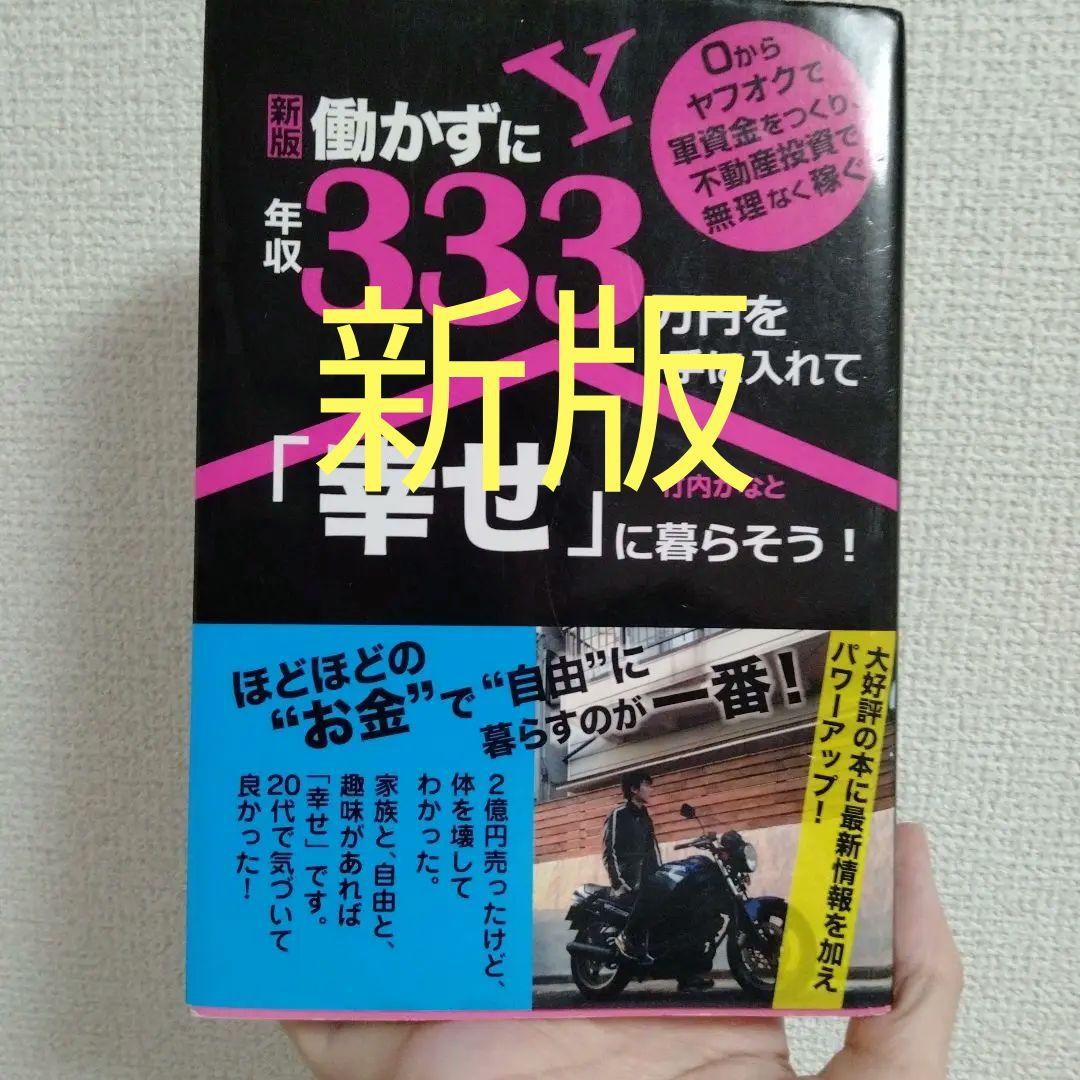 新版
働かずに
Y
0から
ヤフオクで
軍資金をつくり、
不動産投資で
無理なく稼ぐ
年収
333
万円を
手に入れて
新版
「幸せ」に暮らそう！
竹内かなと
ほどほどの
“お金”で“自由”に
暮らすのが一番！
2億円売ったけど、
体を壊して
わかった。
家族と、自由と、
趣味があれば
「幸せ」です。
20代で気づいて
良かった！
大好評の本に最新情報を加え
パワーアップ！